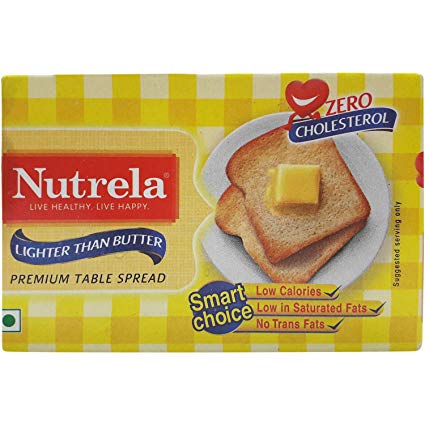 ZERO
CHOLESTEROL
Nutrela®
LIVE HEALTHY. LIVE HAPPY.
LIGHTER THAN BUTTER
PREMIUM TABLE SPREAD
Smart
choice
Low Calories
Low in Saturated Fats
No Trans Fats
Suggested serving only